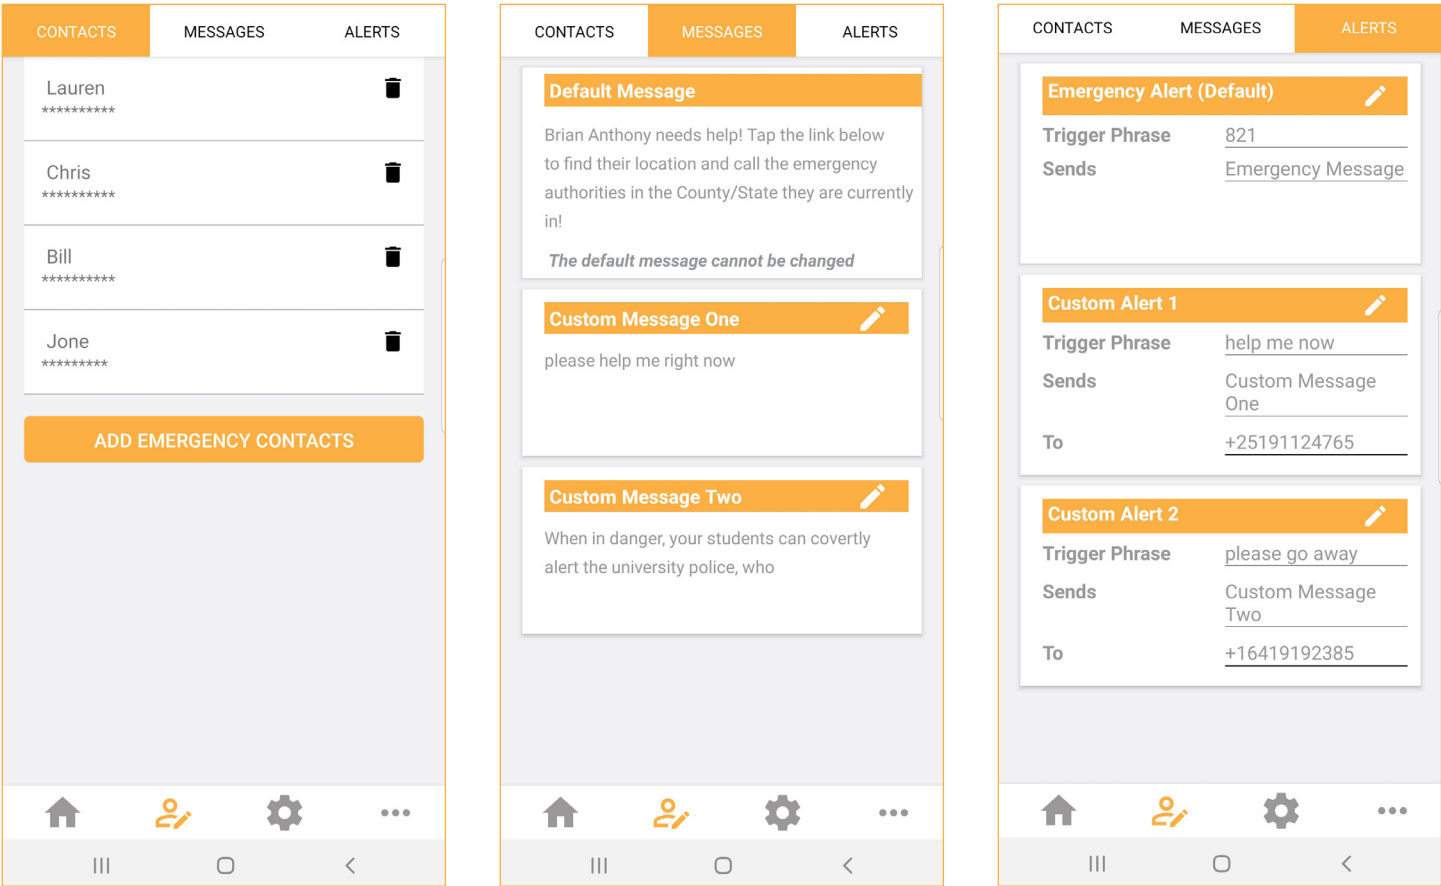 CONTACTS MESSAGES ALERTS
Lauren
**********
Chris
**********
Bill
**********
Jone
*********
ADD EMERGENCY CONTACTS
CONTACTS MESSAGES ALERTS
Default Message
Brian Anthony needs help! Tap the link below
to find their location and call the emergency
authorities in the County/State they are currently
in!
The default message cannot be changed
Custom Message One
please help me right now
Custom Message Two
When in danger, your students can covertly
alert the university police, who
CONTACTS MESSAGES ALERTS
Emergency Alert (Default)
Trigger Phrase 821
Sends Emergency Message
Custom Alert 1
Trigger Phrase help me now
Sends Custom Message
One
To +25191124765
Custom Alert 2
Trigger Phrase please go away
Sends Custom Message
Two
To +16419192385